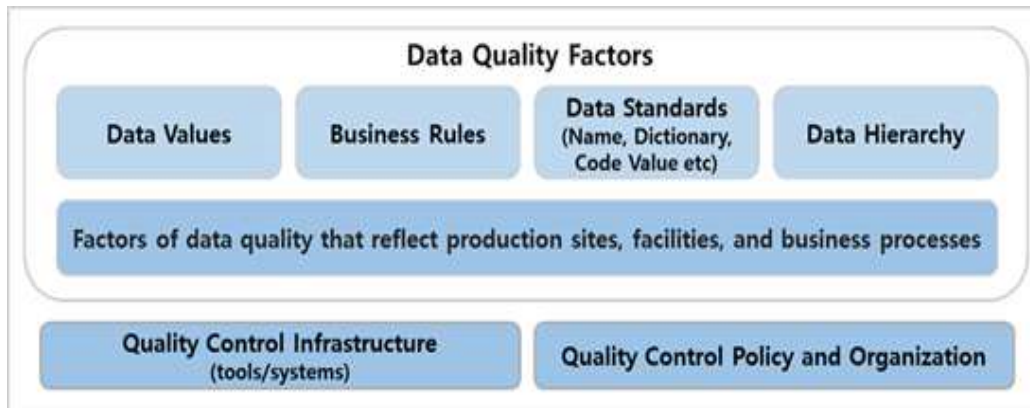 Data Quality Factors
Data Values
Business Rules
Data Standards
(Name, Dictionary,
Code Value etc)
Data Hierarchy
Factors of data quality that reflect production sites, facilities, and business processes
Quality Control Infrastructure
(tools/systems)
Quality Control Policy and Organization